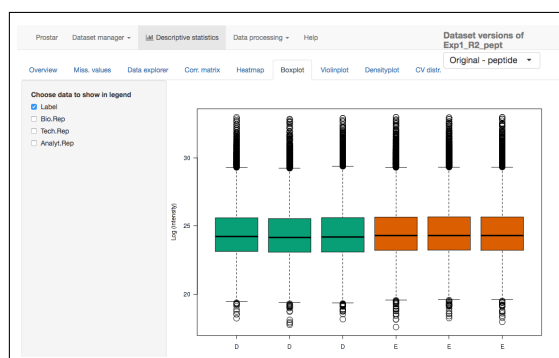 Prostar Dataset manager Descriptive statistics Data processing Help
Dataset versions of
Exp1_R2_pept
Original - peptide
Overview Miss. values Data explorer Corr. matrix Heatmap Boxplot Violinplot Densityplot CV distr.
Choose data to show in legend
Label
Bio.Rep
Tech.Rep
Analyt.Rep
Log (Intensity)
30
25
20
D D D E E E